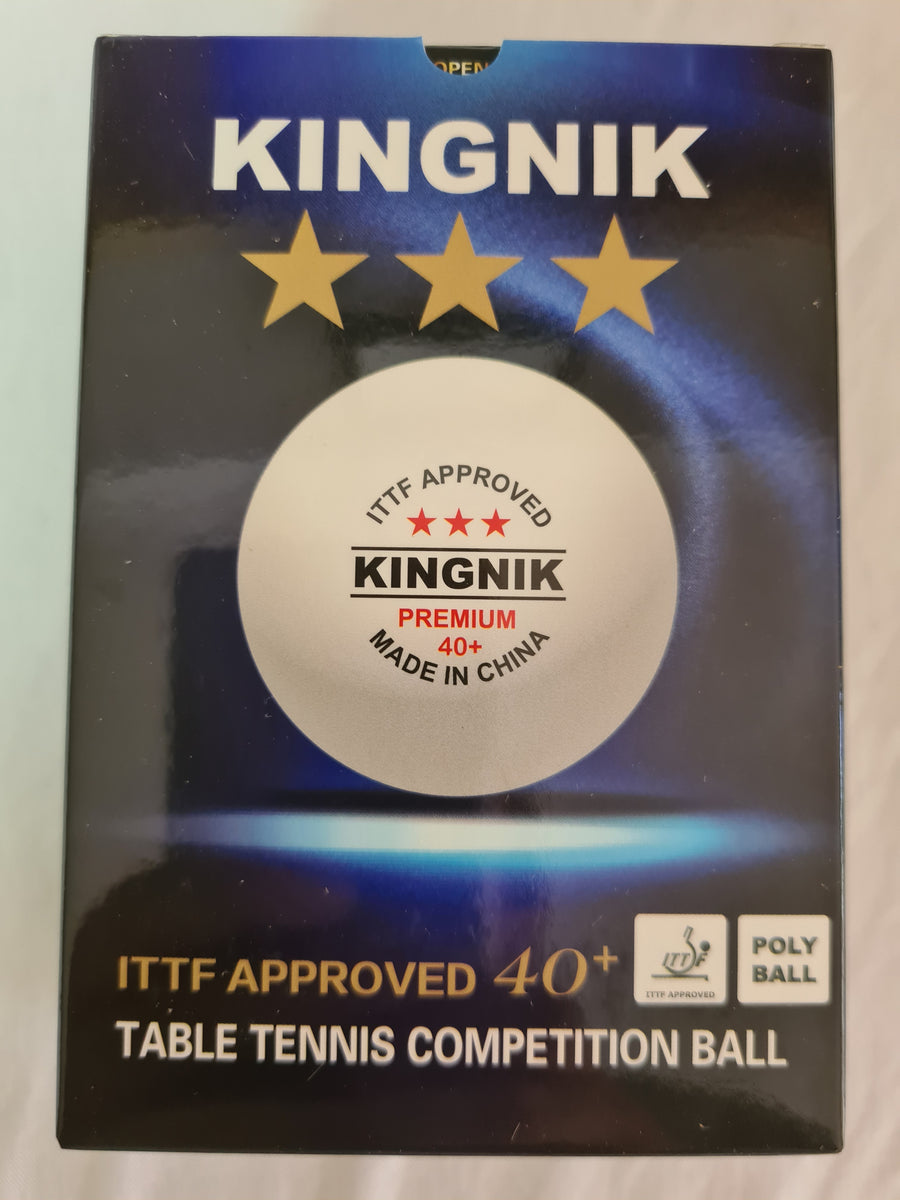 OPEN
KINGNIK
ITTF APPROVED
KINGNIK
PREMIUM
40+
MADE IN CHINA
ITTF APPROVED 40+
ITTF
ITTF APPROVED
POLY
BALL
TABLE TENNIS COMPETITION BALL